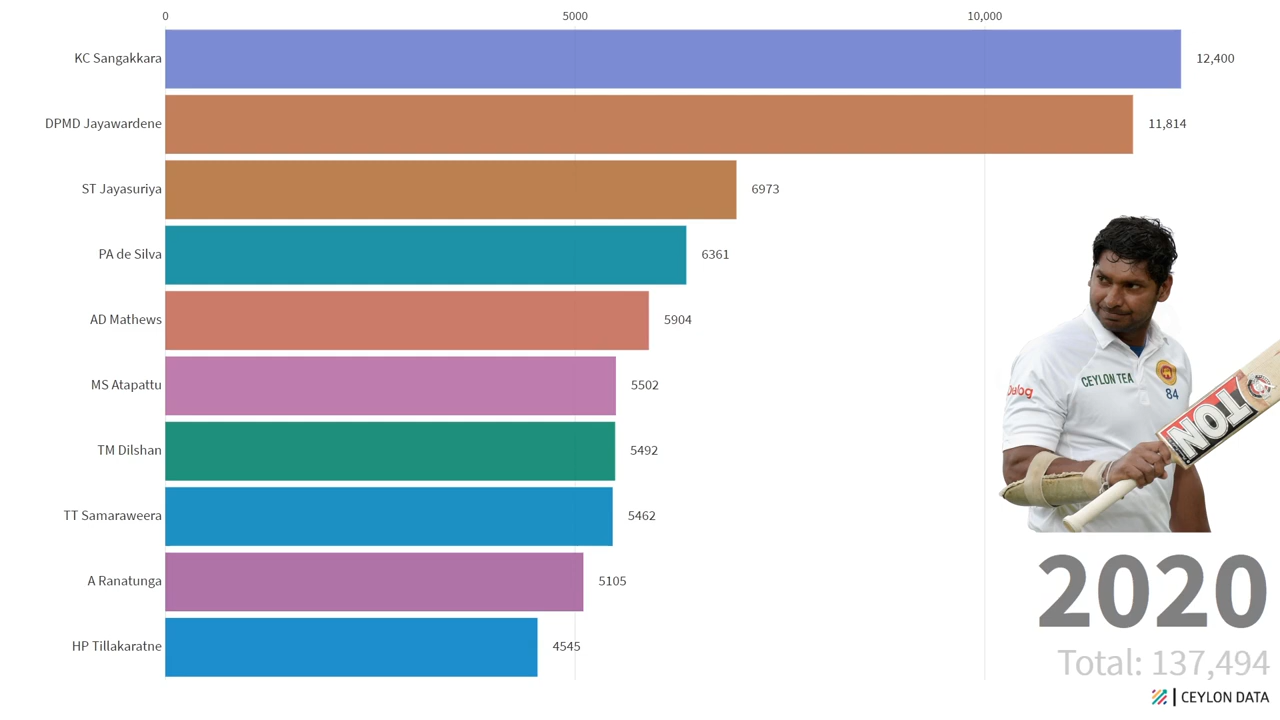 0 5000 10,000
KC Sangakkara 12,400
DPMD Jayawardene 11,814
ST Jayasuriya 6973
PA de Silva 6361
AD Mathews 5904
MS Atapattu 5502
TM Dilshan 5492
TT Samaraweera 5462
A Ranatunga 5105
HP Tillakaratne 4545
CEYLON TEA
Dialog
84
TON
2020
Total: 137,494
CEYLON DATA